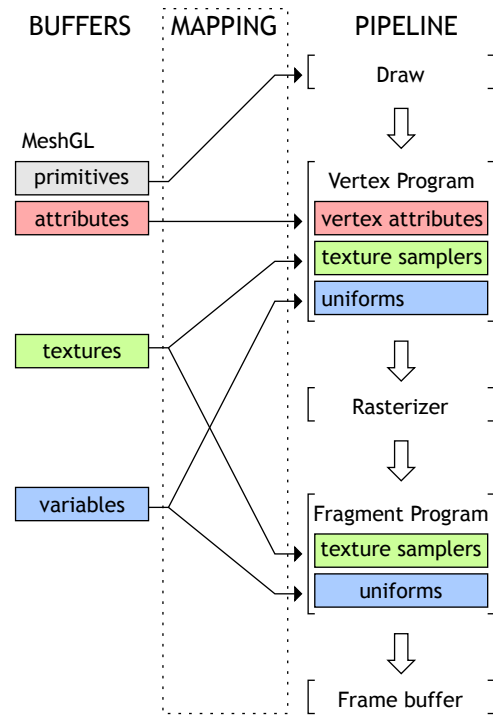 BUFFERS MAPPING PIPELINE
Draw
MeshGL
primitives
attributes
textures
variables
Vertex Program
vertex attributes
texture samplers
uniforms
Rasterizer
Fragment Program
texture samplers
uniforms
Frame buffer